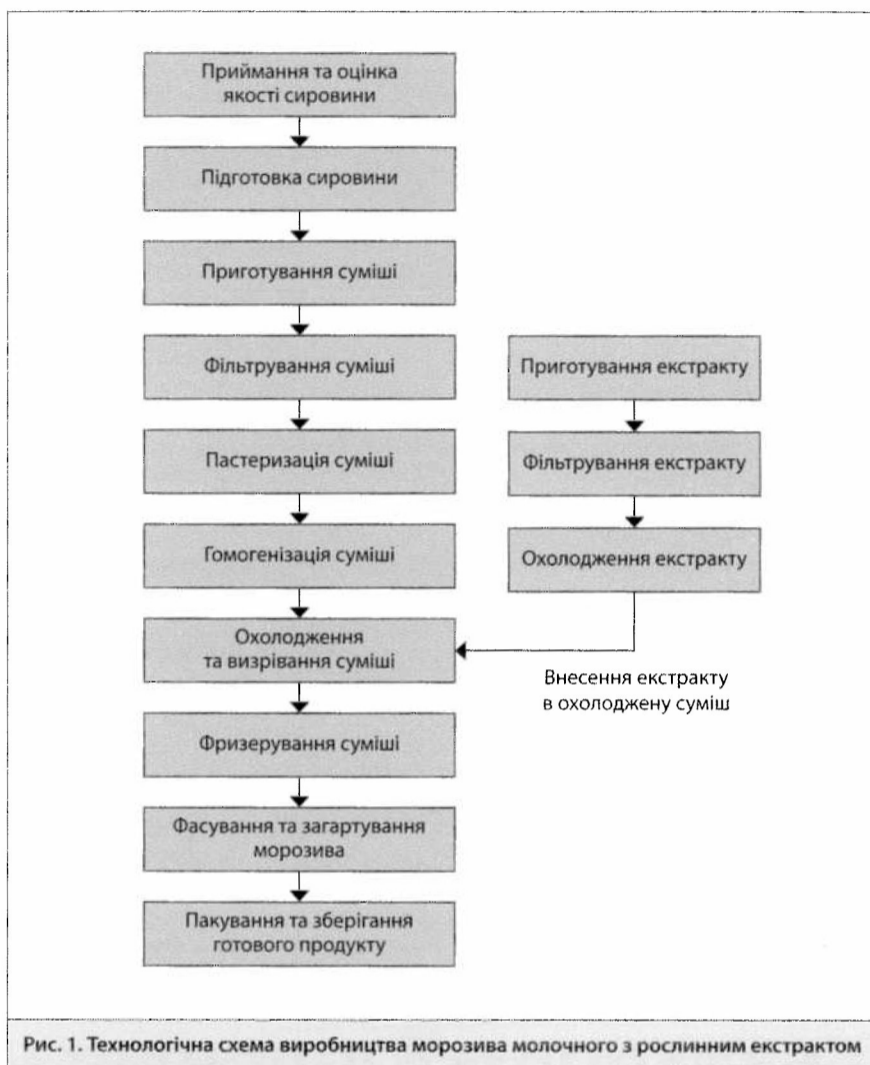 Приймання та оцінка
якості сировини
Підготовка сировини
Приготування суміші
Фільтрування суміші
Пастеризація суміші
Гомогенізація суміші
Охолодження
та визрівання суміші
Фризерування суміші
Фасування та загартування
морозива
Пакування та зберігання
готового продукту
Приготування екстракту
Фільтрування екстракту
Охолодження екстракту
Внесення екстракту
в охолоджену суміш
Рис. 1. Технологічна схема виробництва морозива молочного з рослинним екстрактом